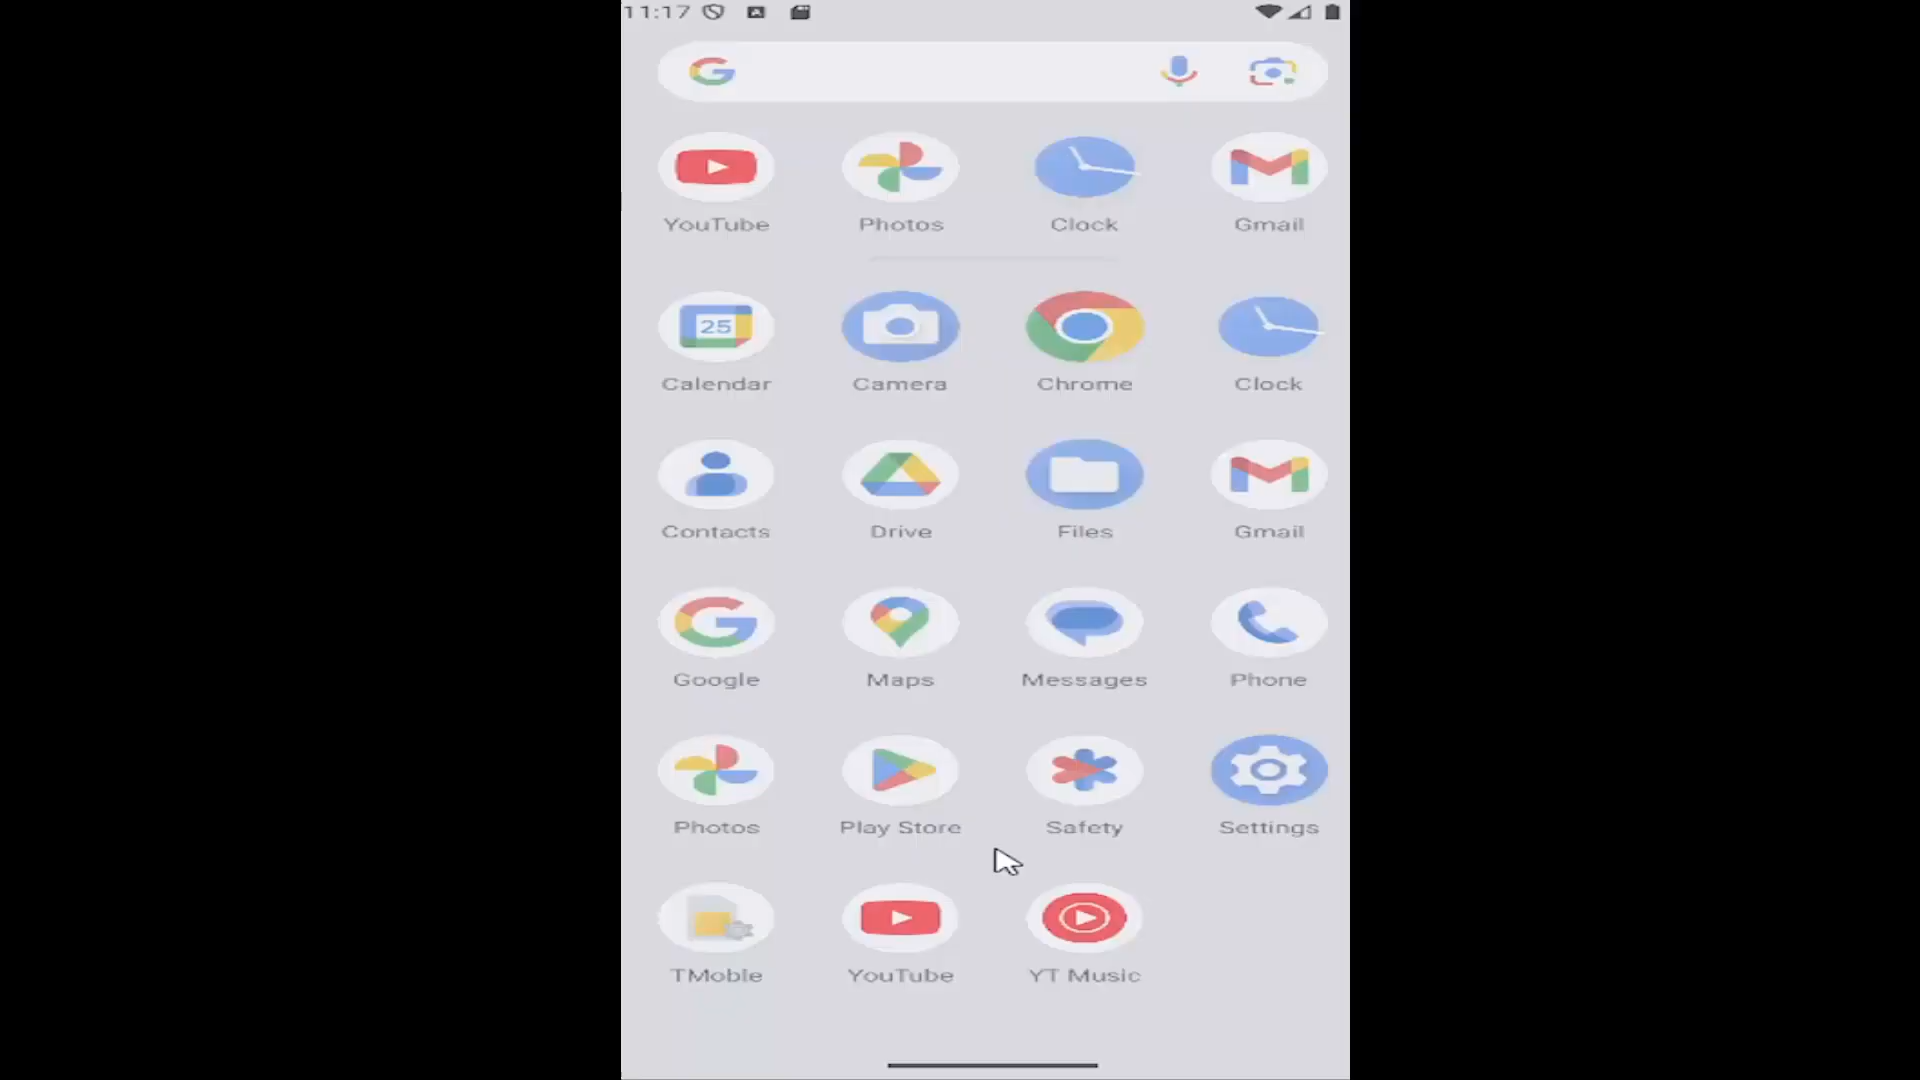 11:17
YouTube Photos Clock Gmail
25
Calendar Camera Chrome Clock
Contacts Drive Files Gmail
Google Maps Messages Phone
Photos Play Store Safety Settings
TMoble YouTube YT Music